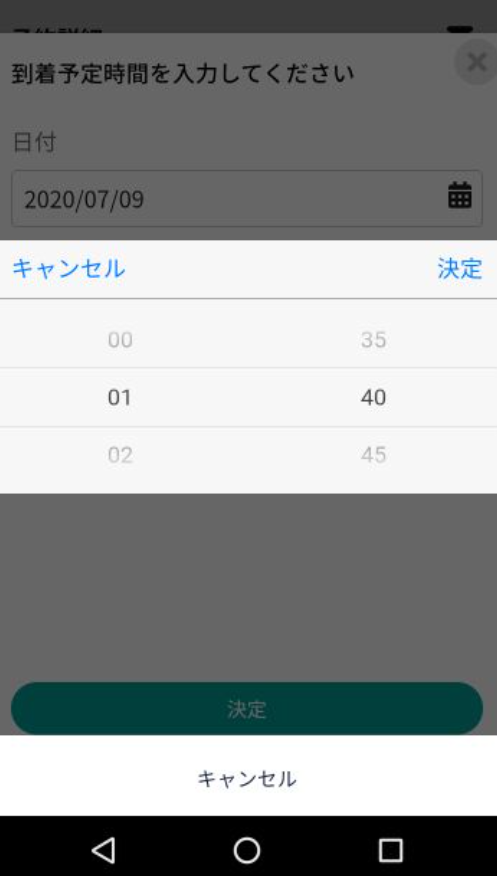 到着予定時間を入力してください
日付
2020/07/09
キャンセル 決定
00 35
01 40
02 45
決定
キャンセル